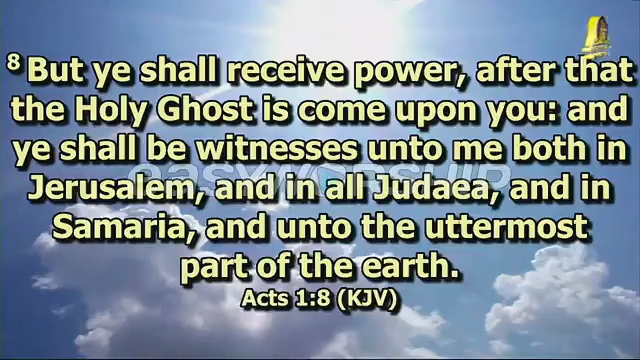 8 But ye shall receive power, after that
the Holy Ghost is come upon you: and
ye shall be witnesses unto me both in
Jerusalem, and in all Judaea, and in
Samaria, and unto the uttermost
part of the earth.
Acts 1:8 (KJV)